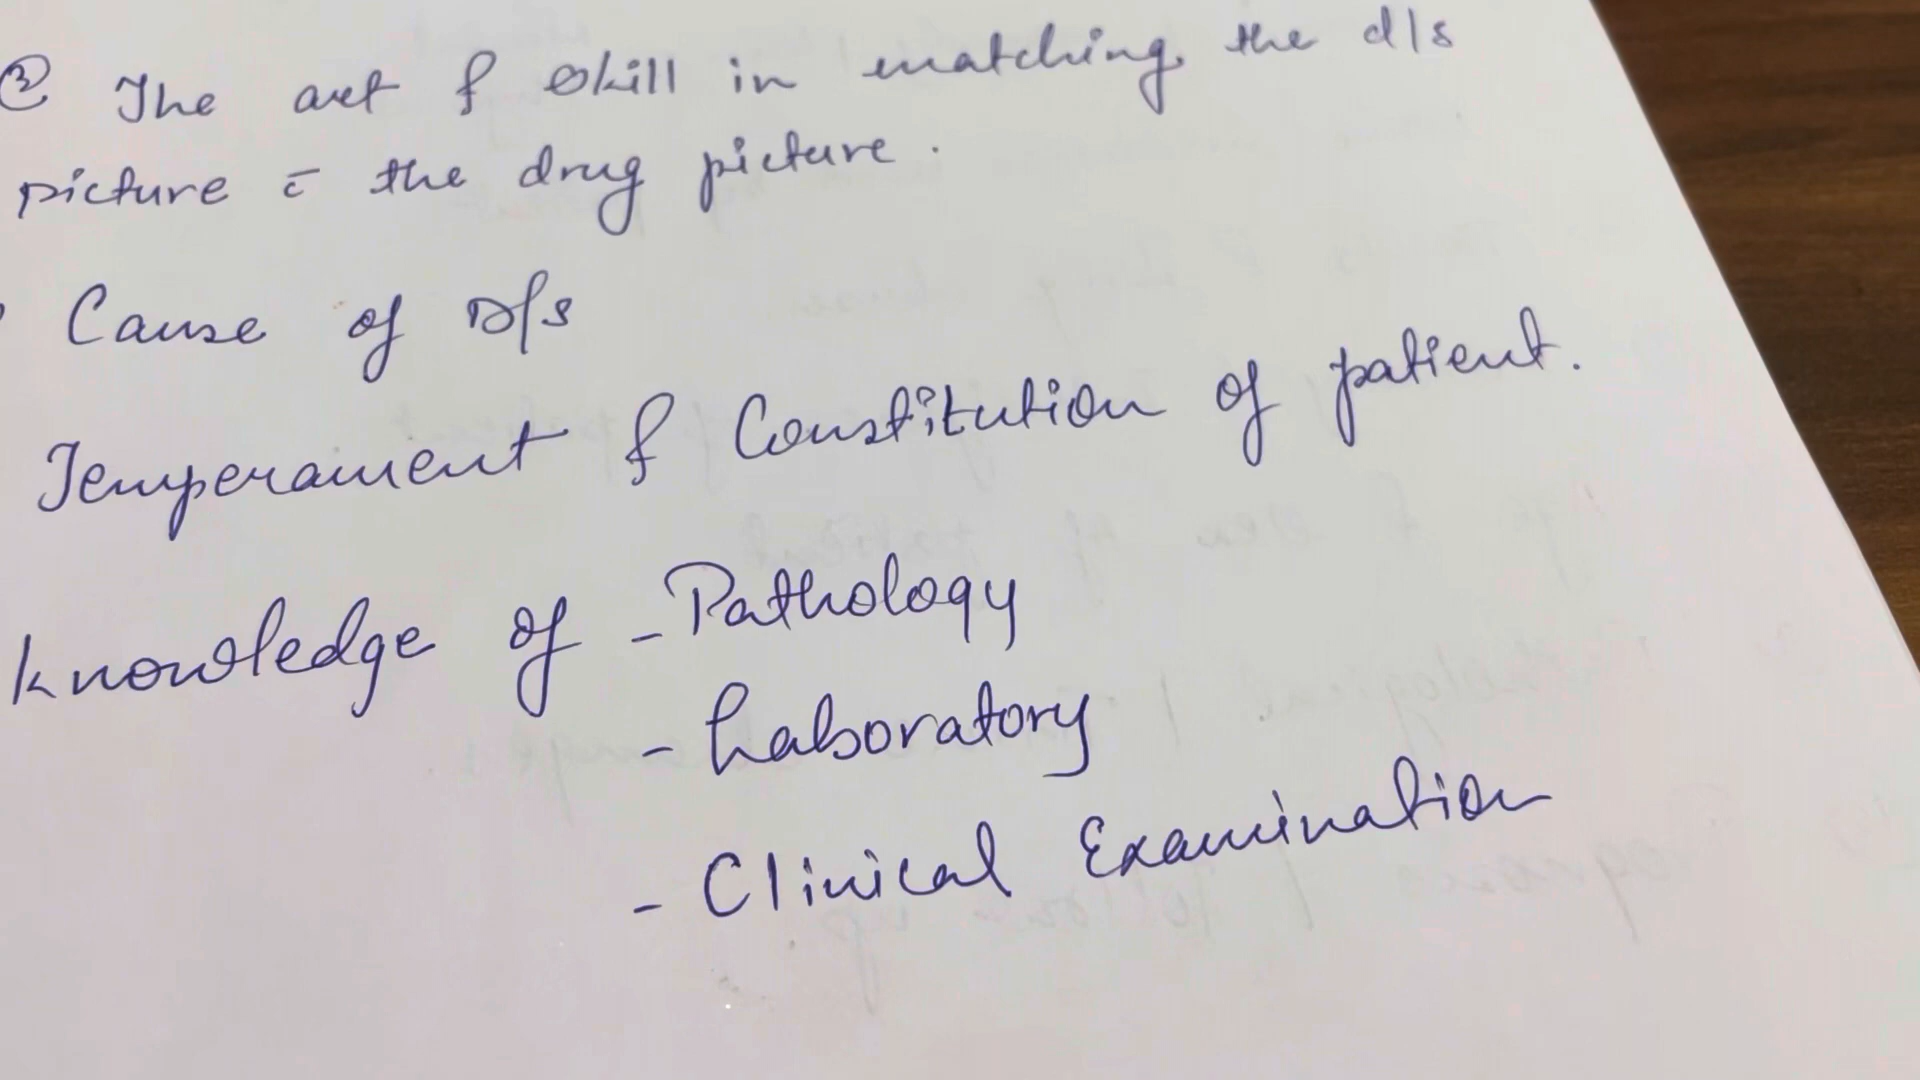 ③ The art & skill in matching the d/s
picture c̄ the drug picture.
Cause of D/s
Temperament & Constitution of patient.
Knowledge of - Pathology
- Laboratory
- Clinical Examination